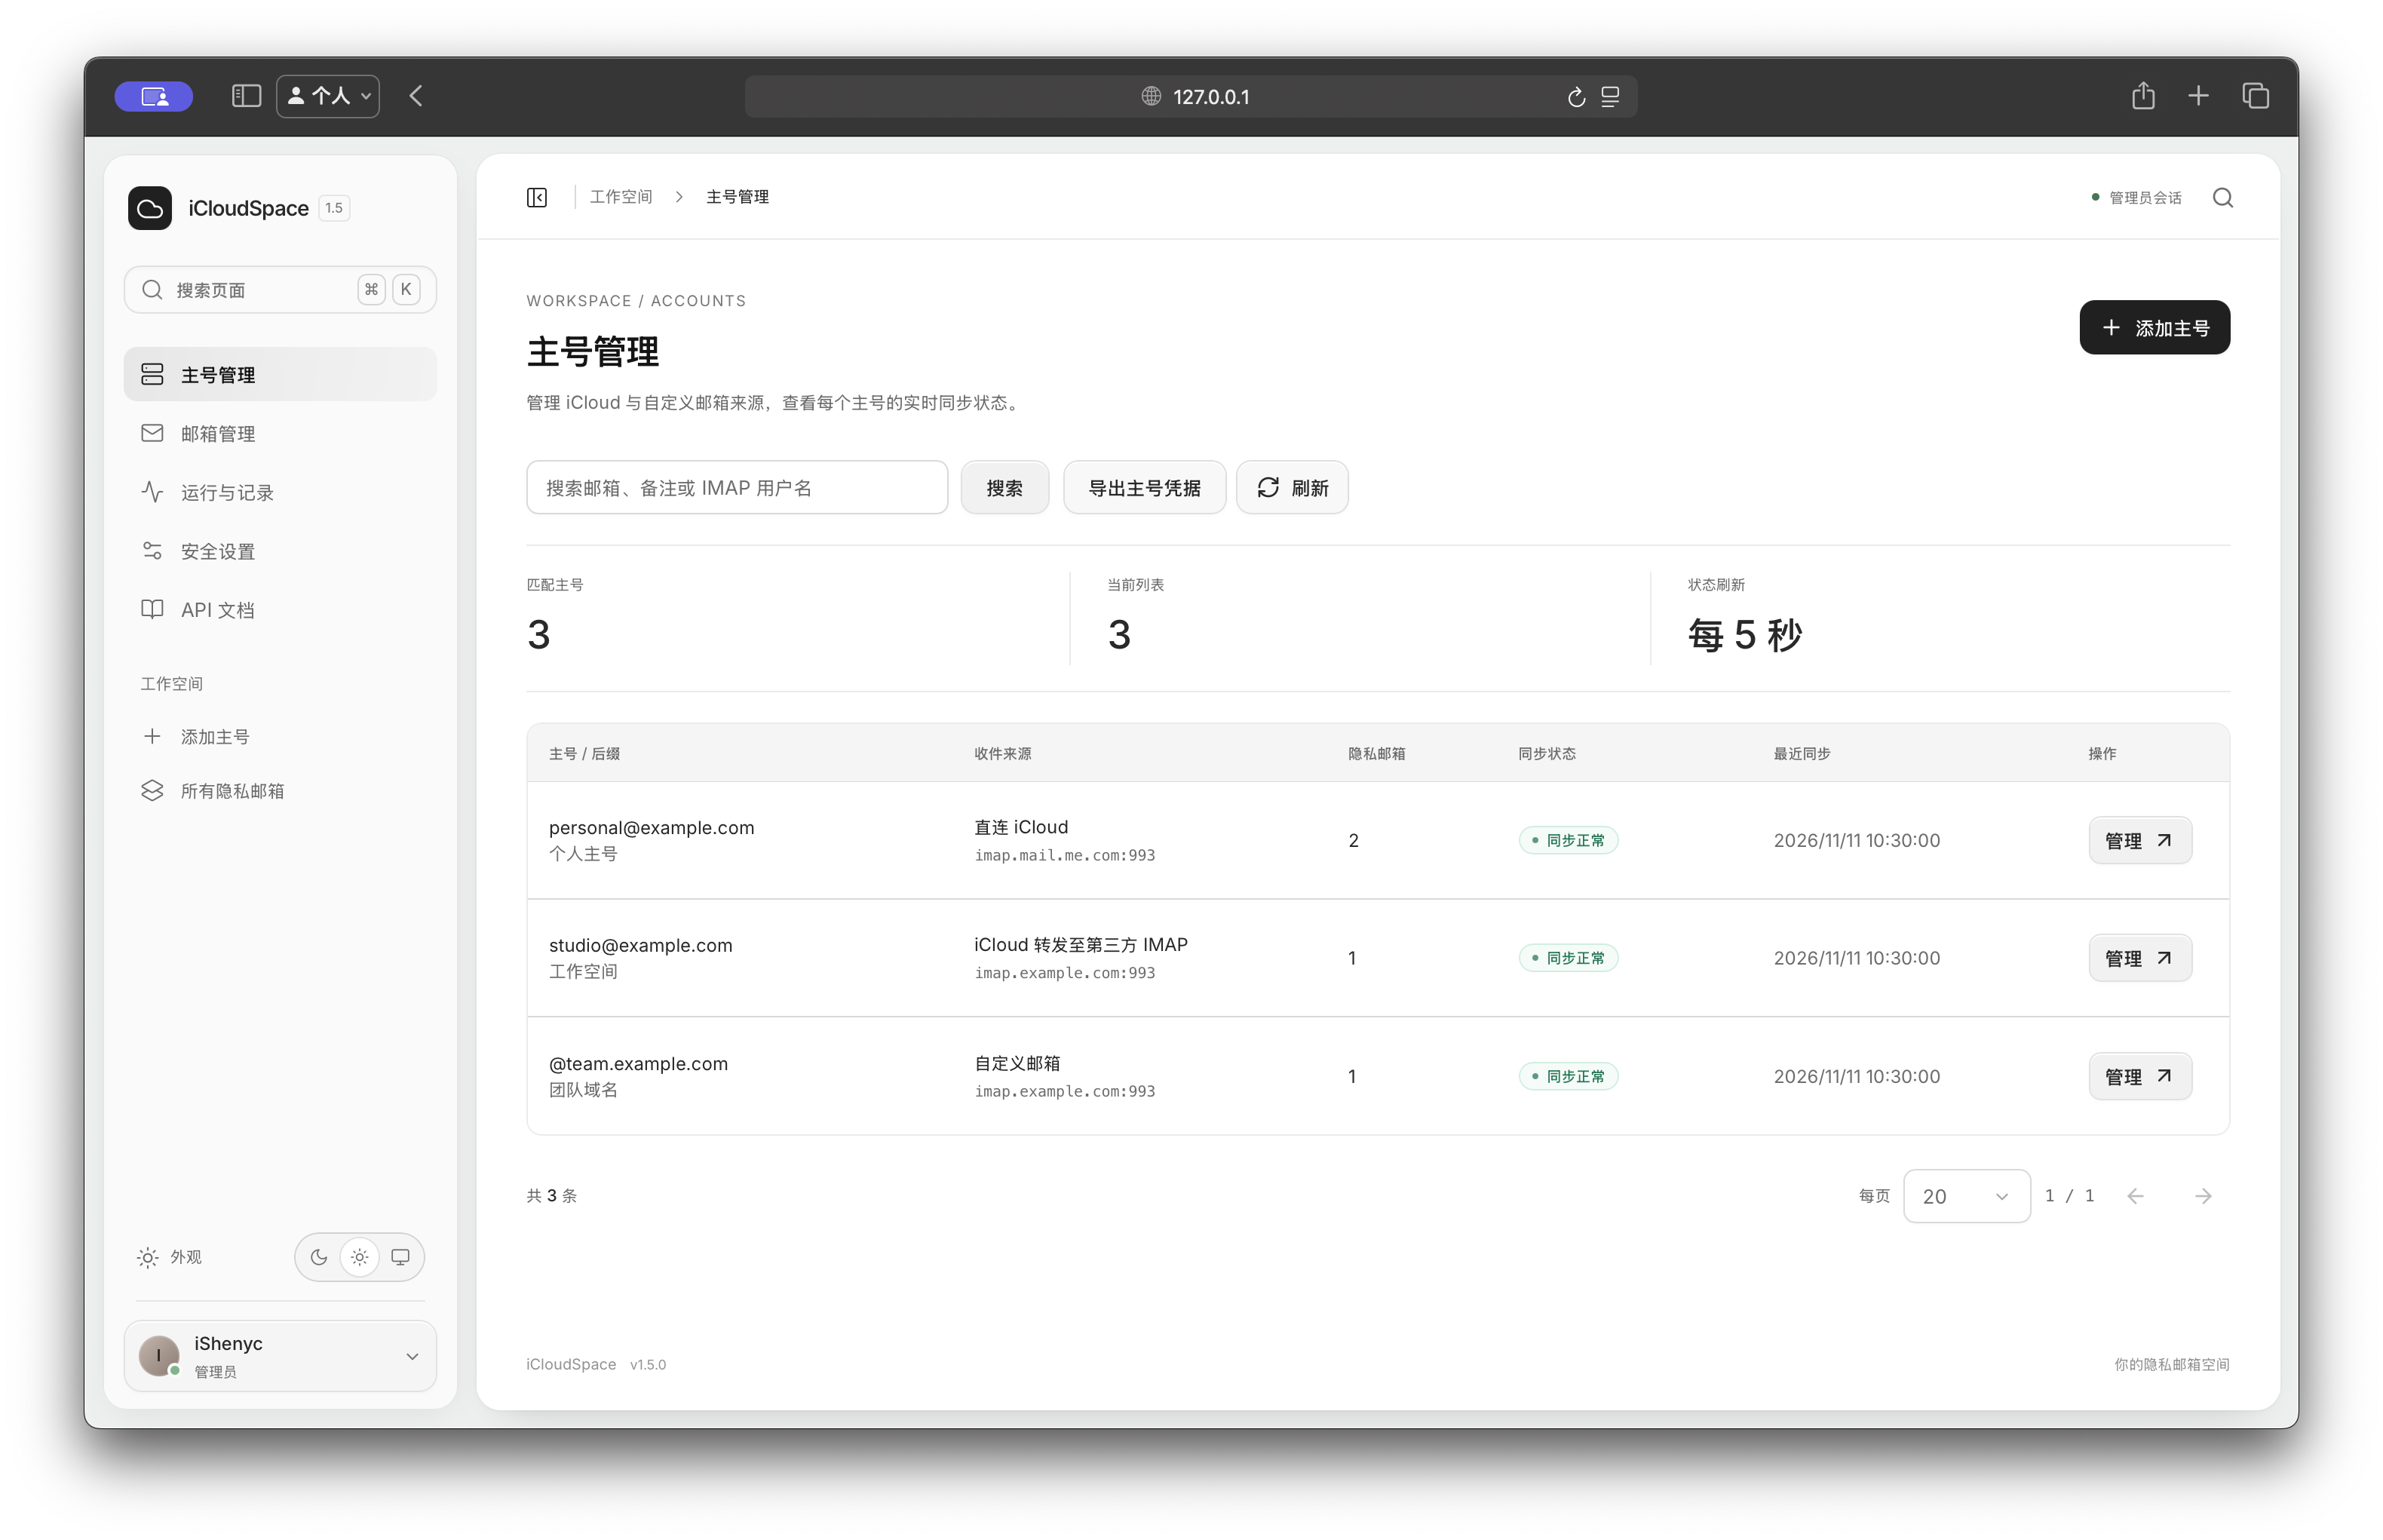 个人
127.0.0.1
iCloudSpace 1.5
搜索页面 ⌘ K
主号管理
邮箱管理
运行与记录
安全设置
API 文档
工作空间
添加主号
所有隐私邮箱
外观
I
iShenyc
管理员
工作空间 > 主号管理
管理员会话
WORKSPACE / ACCOUNTS
主号管理
管理 iCloud 与自定义邮箱来源，查看每个主号的实时同步状态。
+ 添加主号
搜索邮箱、备注或 IMAP 用户名
搜索
导出主号凭据
刷新
匹配主号
3
当前列表
3
状态刷新
每 5 秒
主号 / 后缀 收件来源 隐私邮箱 同步状态 最近同步 操作
personal@example.com
个人主号
直连 iCloud
imap.mail.me.com:993
2
同步正常
2026/11/11 10:30:00
管理
studio@example.com
工作空间
iCloud 转发至第三方 IMAP
imap.example.com:993
1
同步正常
2026/11/11 10:30:00
管理
@team.example.com
团队域名
自定义邮箱
imap.example.com:993
1
同步正常
2026/11/11 10:30:00
管理
共 3 条
每页 20 1 / 1
iCloudSpace v1.5.0
你的隐私邮箱空间